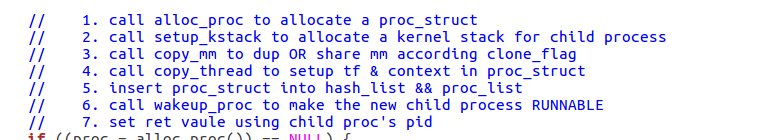 //    1. call alloc_proc to allocate a proc_struct
//    2. call setup_kstack to allocate a kernel stack for child process
//    3. call copy_mm to dup OR share mm according clone_flag
//    4. call copy_thread to setup tf & context in proc_struct
//    5. insert proc_struct into hash_list && proc_list
//    6. call wakeup_proc to make the new child process RUNNABLE
//    7. set ret vaule using child proc's pid
if ((proc = alloc_proc()) == NULL) {